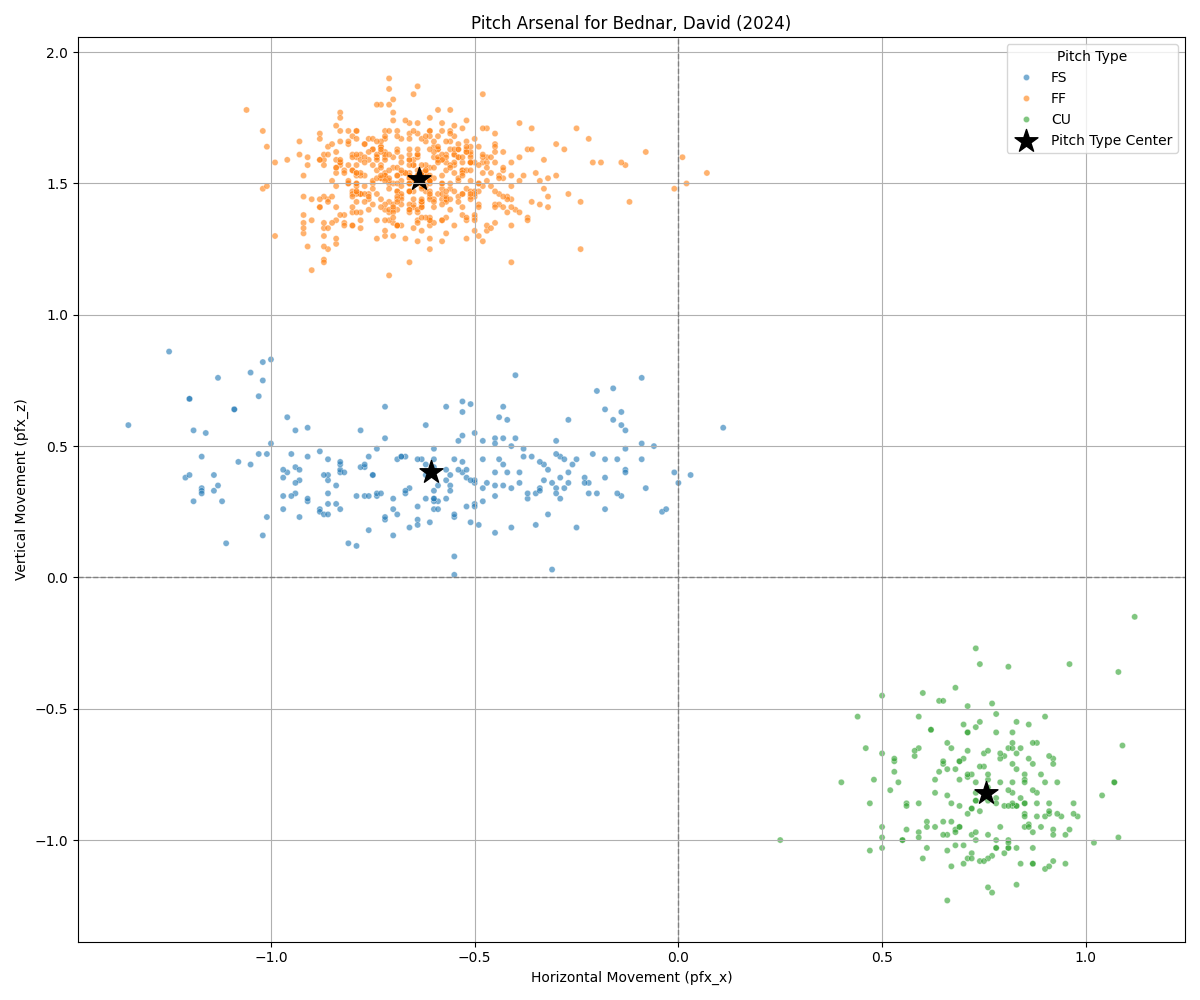 Pitch Arsenal for Bednar, David (2024)
Pitch Type
FS
FF
CU
Pitch Type Center
Vertical Movement (pfx_z)
2.0
1.5
1.0
0.5
0.0
−0.5
−1.0
−1.0
−0.5
0.0
0.5
1.0
Horizontal Movement (pfx_x)